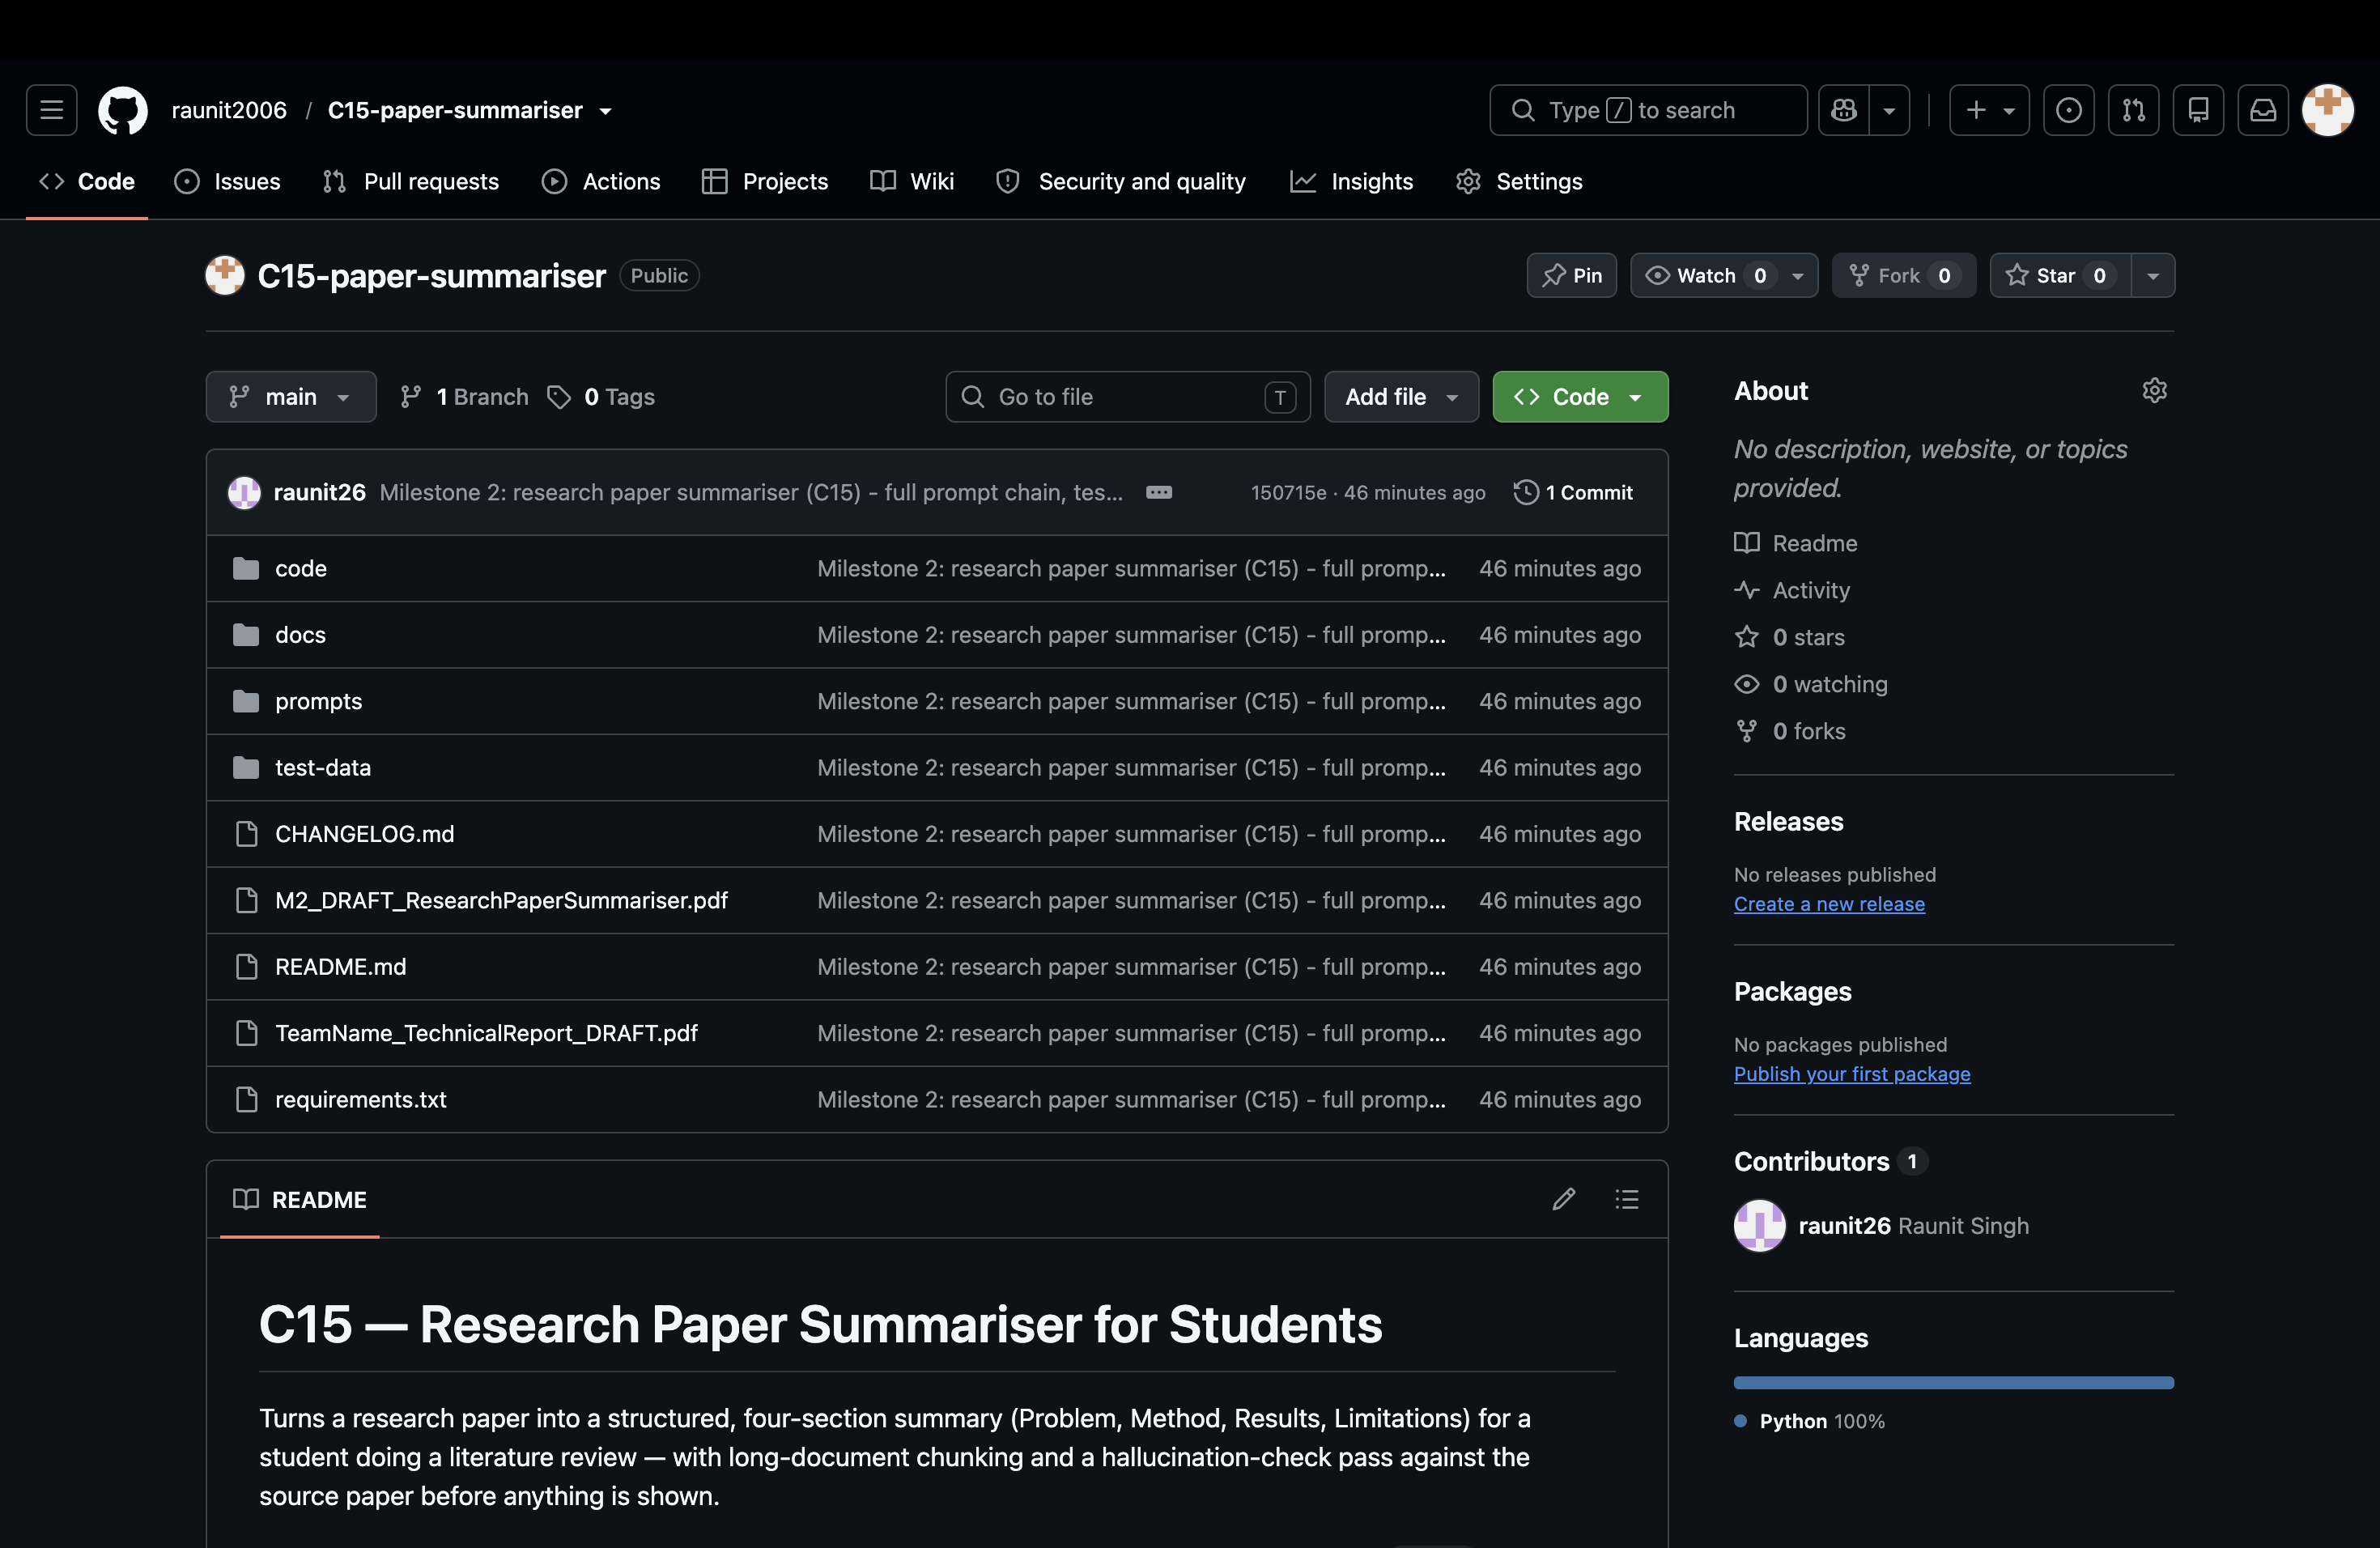 raunit2006 / C15-paper-summariser
Type / to search
Code Issues Pull requests Actions Projects Wiki Security and quality Insights Settings
C15-paper-summariser Public
Pin Watch 0 Fork 0 Star 0
main 1 Branch 0 Tags Go to file T Add file Code
raunit26 Milestone 2: research paper summariser (C15) - full prompt chain, tes... 150715e · 46 minutes ago 1 Commit
code Milestone 2: research paper summariser (C15) - full promp... 46 minutes ago
docs Milestone 2: research paper summariser (C15) - full promp... 46 minutes ago
prompts Milestone 2: research paper summariser (C15) - full promp... 46 minutes ago
test-data Milestone 2: research paper summariser (C15) - full promp... 46 minutes ago
CHANGELOG.md Milestone 2: research paper summariser (C15) - full promp... 46 minutes ago
M2_DRAFT_ResearchPaperSummariser.pdf Milestone 2: research paper summariser (C15) - full promp... 46 minutes ago
README.md Milestone 2: research paper summariser (C15) - full promp... 46 minutes ago
TeamName_TechnicalReport_DRAFT.pdf Milestone 2: research paper summariser (C15) - full promp... 46 minutes ago
requirements.txt Milestone 2: research paper summariser (C15) - full promp... 46 minutes ago
README
C15 — Research Paper Summariser for Students
Turns a research paper into a structured, four-section summary (Problem, Method, Results, Limitations) for a
student doing a literature review — with long-document chunking and a hallucination-check pass against the
source paper before anything is shown.
About
No description, website, or topics
provided.
Readme
Activity
0 stars
0 watching
0 forks
Releases
No releases published
Create a new release
Packages
No packages published
Publish your first package
Contributors 1
raunit26 Raunit Singh
Languages
Python 100%